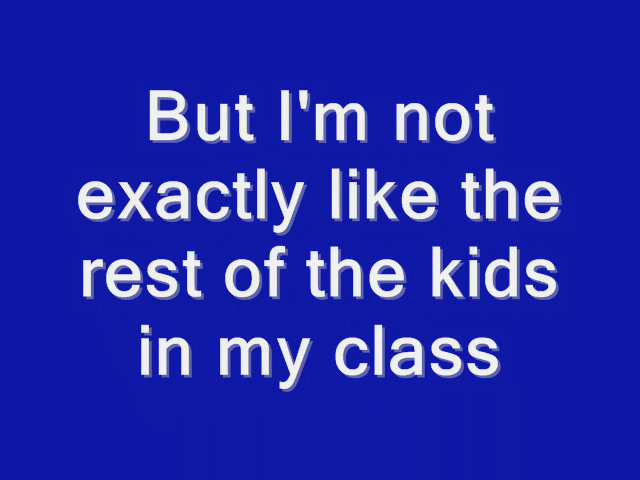 But I'm not
exactly like the
rest of the kids
in my class